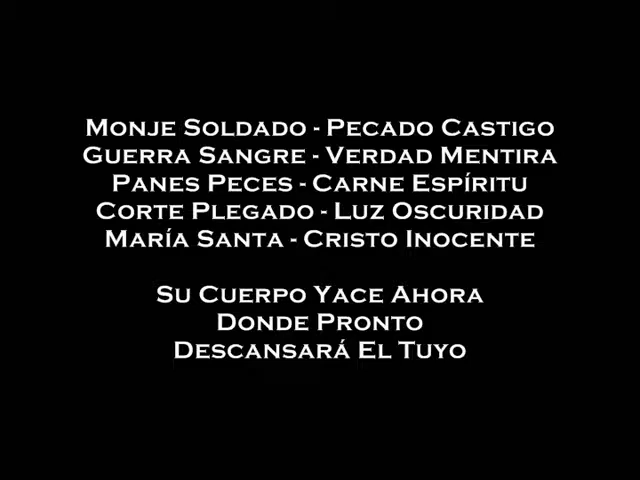 Monje Soldado - Pecado Castigo
Guerra Sangre - Verdad Mentira
Panes Peces - Carne Espíritu
Corte Plegado - Luz Oscuridad
María Santa - Cristo Inocente
Su Cuerpo Yace Ahora
Donde Pronto
Descansará El Tuyo